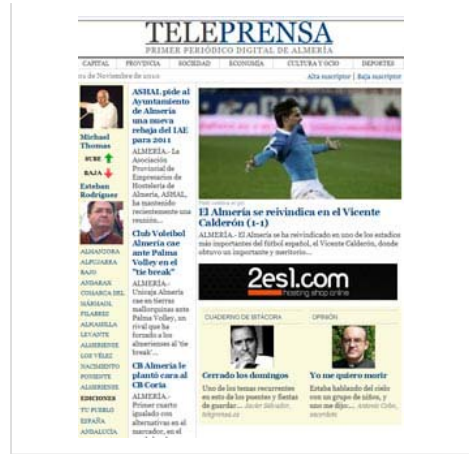 TELEPRENSA
PRIMER PERIÓDICO DIGITAL DE ALMERÍA
CAPITAL PROVINCIA SOCIEDAD ECONOMÍA CULTURA Y OCIO DEPORTES
de Noviembre de 2010
Alta suscriptor | Baja suscriptor
Michael
Thomas
SUBE
BAJA
Esteban
Rodríguez
ALMANZORA
ALPUJARRA
BAJO
ANDARAX
COMARCA DEL
MÁRMAOL
FILABRES
ALHAMILLA
LEVANTE
ALMERIENSE
LOS VÉLEZ
NACIMIENTO
PONIENTE
ALMERIENSE
EDICIONES
TU PUEBLO
ESPAÑA
ANDALUCÍA
ASHAL pide al
Ayuntamiento
de Almería
una nueva
rebaja del IAE
para 2011
ALMERÍA.- La
Asociación
Provincial de
Empresarios de
Hostelería de
Almería, ASHAL,
ha mantenido
recientemente una
reunión...
Club Voleibol
Almería cae
ante Palma
Volley en el
"tie break"
ALMERÍA.-
Unicaja Almería
cae en tierras
mallorquinas ante
Palma Volley, un
rival que ha
forzado a los
almerienses al 'tie
break'...
CB Almería le
plantó cara al
CB Coria
ALMERÍA.-
Primer cuarto
igualado con
alternativas en el
marcador, en el
El Almería se reivindica en el Vicente
Calderón (1-1)
ALMERÍA.- El Almería se ha reivindicado en uno de los estadios
más importantes del fútbol español, el Vicente Calderón, donde
obtuvo un importante y meritorio...
2esl.com
hosting shop online
CUADERNO DE BITÁCORA
Cerrado los domingos
Uno de los temas recurrentes
en esto de los puentes y fiestas
de guardar... Javier Salvador,
teleprensa.es
OPINIÓN
Yo me quiero morir
Estaba hablando del cielo
con un grupo de niños, y
uno me dijo... Antonio Cobo,
sacerdote